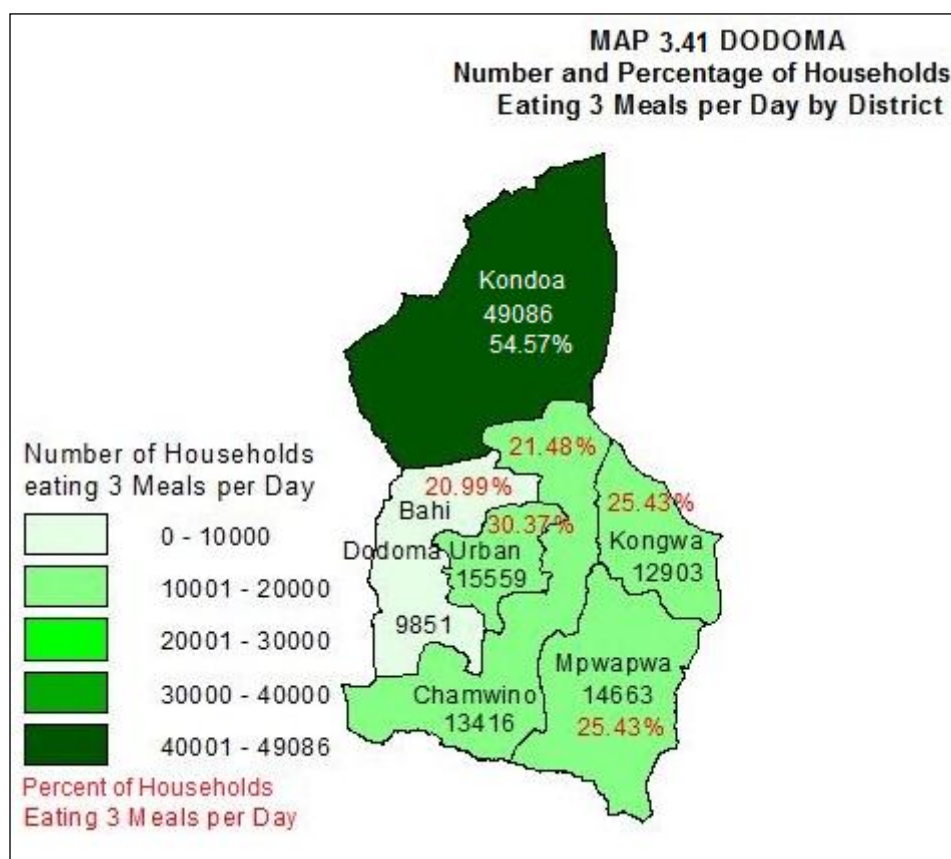 MAP 3.41 DODOMA
Number and Percentage of Households
Eating 3 Meals per Day by District
Kondoa
49086
54.57%
21.48%
20.99%
Bahi
30.37%
25.43%
Kongwa
12903
Dodoma Urban
15559
9851
Mpwapwa
14663
25.43%
Chamwino
13416
Number of Households
eating 3 Meals per Day
0 - 10000
10001 - 20000
20001 - 30000
30000 - 40000
40001 - 49086
Percent of Households
Eating 3 Meals per Day